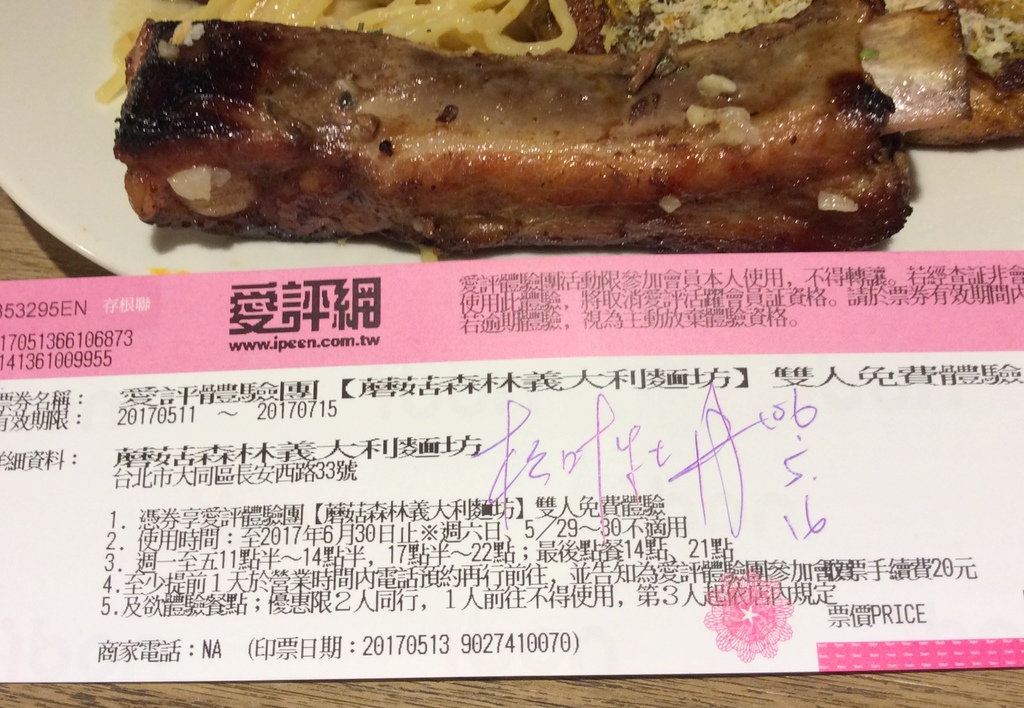 353295EN 存根聯
愛評網
www.ipeen.com.tw
愛評體驗團活動限參加會員本人使用，不得轉讓。若經查証非會
使用此體驗，將取消愛評活躍會員証資格。請於票券有效期間內
若逾期體驗，視為主動放棄體驗資格。
17051366106873
141361009955
票券名稱： 愛評體驗團【蘑菇森林義大利麵坊】雙人免費體驗
有效期限： 20170511 ～ 20170715
詳細資料： 蘑菇森林義大利麵坊
台北市大同區長安西路33號
106.
5.
16
1. 憑券享愛評體驗團【蘑菇森林義大利麵坊】雙人免費體驗
2. 使用時間：至2017年6月30日止※週六日、5／29～30不適用
3. 週一至五11點半～14點半，17點半～22點；最後點餐14點、21點
4.至少提前1天於營業時間內電話預約再行前往，並告知為愛評體驗團參加會員
取票手續費20元
5.及欲體驗餐點；優惠限2人同行，1人前往不得使用，第3人起依店內規定
票價PRICE
商家電話：NA （印票日期：20170513 9027410070）